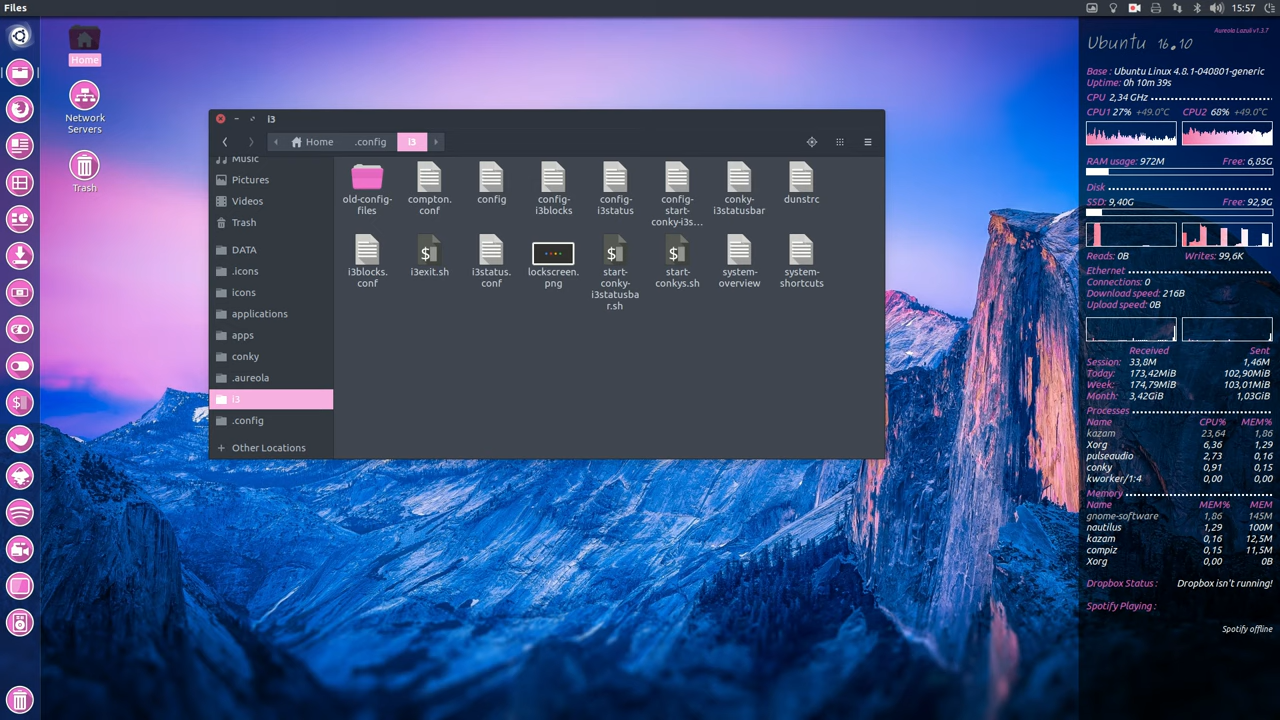 Files
15:57
Home
Network
Servers
Trash
i3
Home
.config
i3
Music
Pictures
Videos
Trash
DATA
.icons
icons
applications
apps
conky
.aureola
i3
.config
Other Locations
old-config-
files
compton.
conf
config
config-
i3blocks
config-
i3status
config-
start-
conky-i3s...
conky-
i3statusbar
dunstrc
i3blocks.
conf
i3exit.sh
i3status.
conf
lockscreen.
png
start-
conky-
i3statusba
r.sh
start-
conkys.sh
system-
overview
system-
shortcuts
Aureola Lazuli v1.3.7
Ubuntu 16.10
Base : Ubuntu Linux 4.8.1-040801-generic
Uptime: 0h 10m 39s
CPU 2,34 GHz
CPU1 27% +49.0°C CPU2 68% +49.0°C
RAM usage: 972M Free: 6,85G
Disk
SSD: 9,40G Free: 92,9G
Reads: 0B Writes: 99,6K
Ethernet
Connections: 0
Download speed: 216B
Upload speed: 0B
Received Sent
Session: 33,8M 1,46M
Today: 173,42MiB 102,90MiB
Week: 174,79MiB 103,01MiB
Month: 3,42GiB 1,03GiB
Processes
Name CPU% MEM%
kazam 23,64 1,86
Xorg 6,36 1,29
pulseaudio 2,73 0,16
conky 0,91 0,15
kworker/1:4 0,00 0,00
Memory
Name MEM% MEM
gnome-software 1,86 145M
nautilus 1,29 100M
kazam 0,16 12,5M
compiz 0,15 11,5M
Xorg 0,00 0B
Dropbox Status : Dropbox isn't running!
Spotify Playing :
Spotify offline